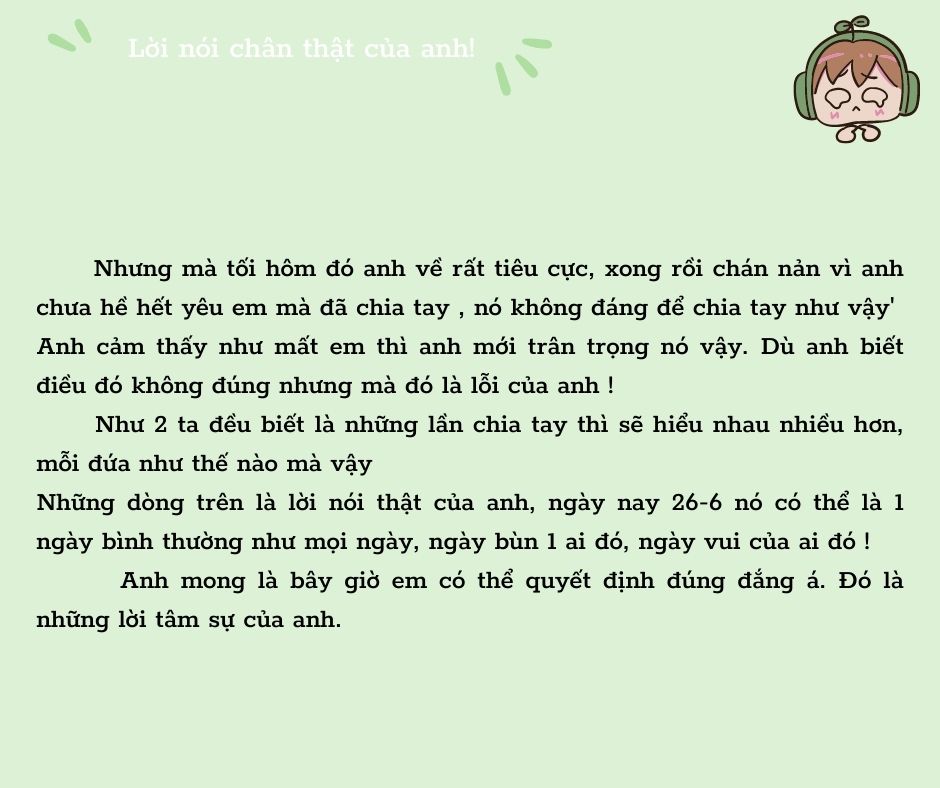 Lời nói chân thật của anh!
Nhưng mà tối hôm đó anh về rất tiêu cực, xong rồi chán nản vì anh
chưa hề hết yêu em mà đã chia tay , nó không đáng để chia tay như vậy'
Anh cảm thấy như mất em thì anh mới trân trọng nó vậy. Dù anh biết
điều đó không đúng nhưng mà đó là lỗi của anh !
Như 2 ta đều biết là những lần chia tay thì sẽ hiểu nhau nhiều hơn,
mỗi đứa như thế nào mà vậy
Những dòng trên là lời nói thật của anh, ngày nay 26-6 nó có thể là 1
ngày bình thường như mọi ngày, ngày bùn 1 ai đó, ngày vui của ai đó !
Anh mong là bây giờ em có thể quyết định đúng đắng á. Đó là
những lời tâm sự của anh.